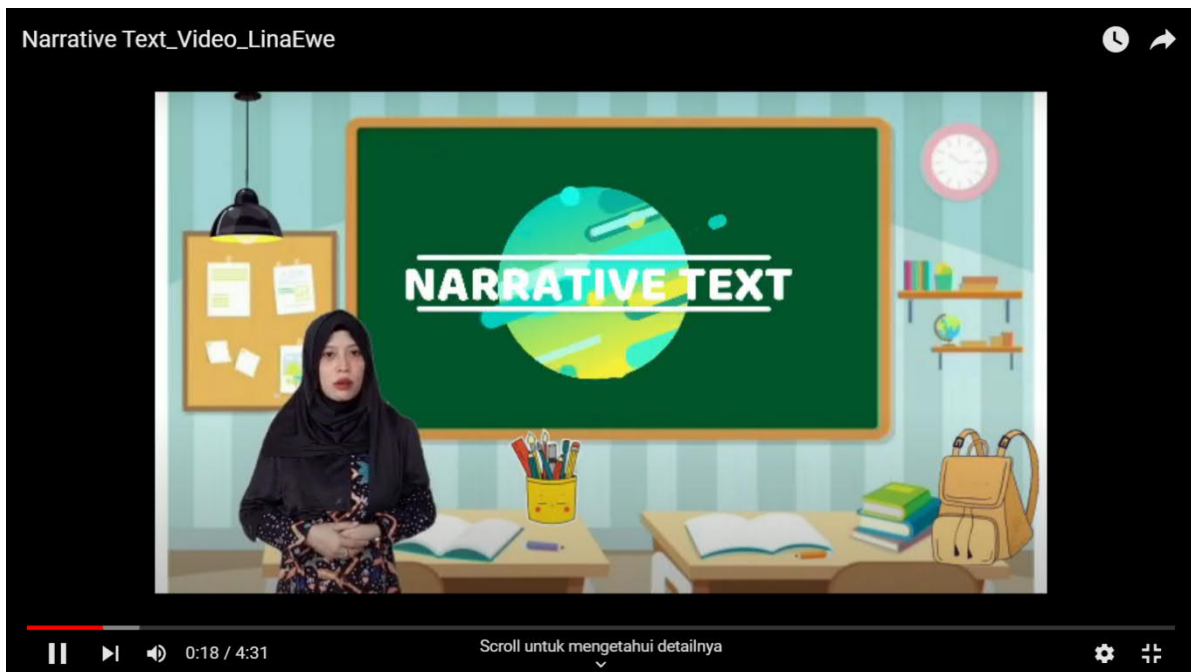 Narrative Text_Video_LinaEwe
NARRATIVE TEXT
0:18 / 4:31
Scroll untuk mengetahui detailnya